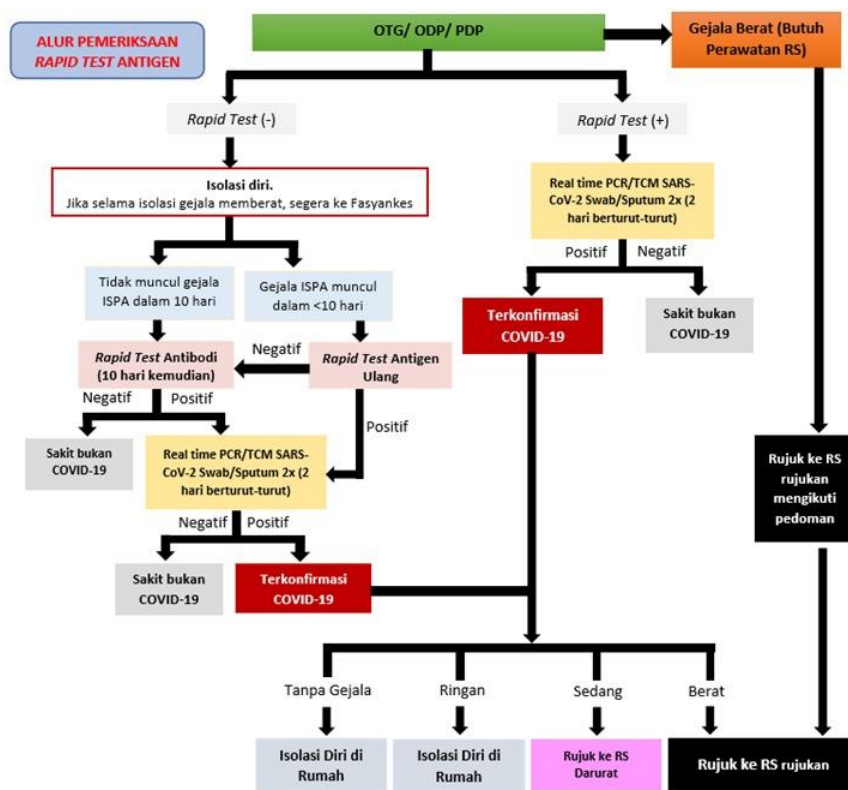 ALUR PEMERIKSAAN
RAPID TEST ANTIGEN
OTG/ ODP/ PDP
Gejala Berat (Butuh
Perawatan RS)
Rapid Test (-)
Rapid Test (+)
Isolasi diri.
Jika selama isolasi gejala memberat, segera ke Fasyankes
Real time PCR/TCM SARS-
CoV-2 Swab/Sputum 2x (2
hari berturut-turut)
Positif
Negatif
Tidak muncul gejala
ISPA dalam 10 hari
Gejala ISPA muncul
dalam <10 hari
Terkonfirmasi
COVID-19
Sakit bukan
COVID-19
Rapid Test Antibodi
(10 hari kemudian)
Negatif
Rapid Test Antigen
Ulang
Negatif
Positif
Positif
Sakit bukan
COVID-19
Real time PCR/TCM SARS-
CoV-2 Swab/Sputum 2x (2
hari berturut-turut)
Rujuk ke RS
rujukan
mengikuti
pedoman
Negatif
Positif
Sakit bukan
COVID-19
Terkonfirmasi
COVID-19
Tanpa Gejala
Ringan
Sedang
Berat
Isolasi Diri di
Rumah
Isolasi Diri di
Rumah
Rujuk ke RS
Darurat
Rujuk ke RS rujukan